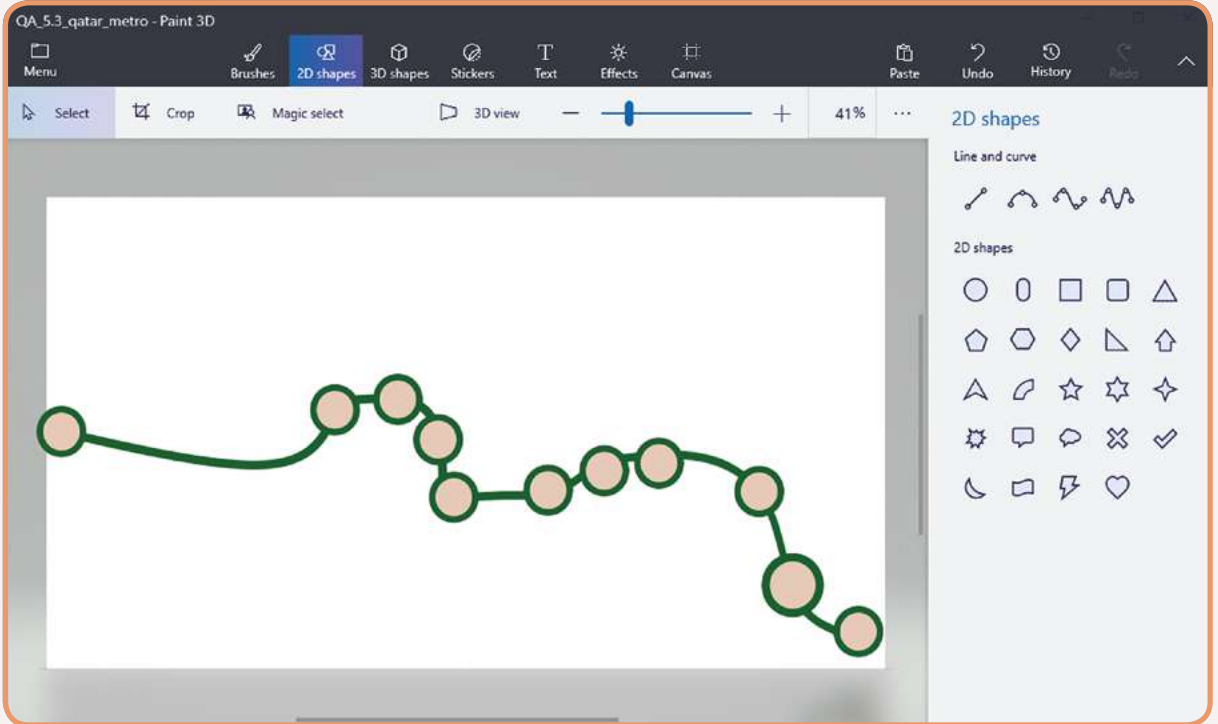 QA_5.3_qatar_metro - Paint 3D
Menu
Brushes
2D shapes
3D shapes
Stickers
Text
Effects
Canvas
Paste
Undo
History
Redo
Select
Crop
Magic select
3D view
41%
2D shapes
Line and curve
2D shapes